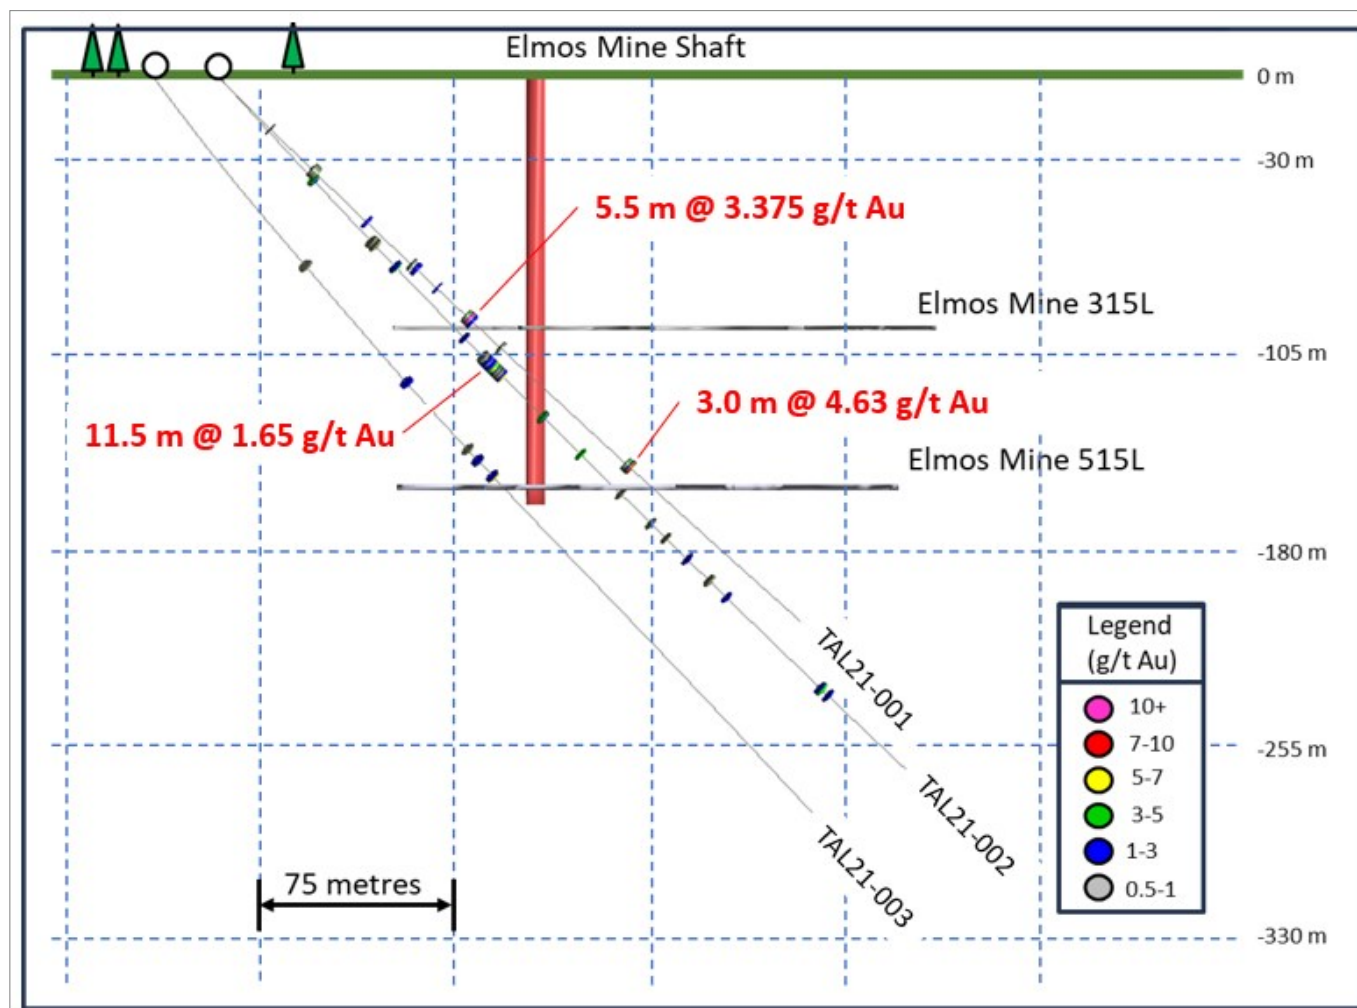 Elmos Mine Shaft
0 m
-30 m
5.5 m @ 3.375 g/t Au
Elmos Mine 315L
-105 m
3.0 m @ 4.63 g/t Au
11.5 m @ 1.65 g/t Au
Elmos Mine 515L
-180 m
TAL21-001
Legend
(g/t Au)
10+
7-10
5-7
3-5
1-3
0.5-1
-255 m
TAL21-002
TAL21-003
75 metres
-330 m